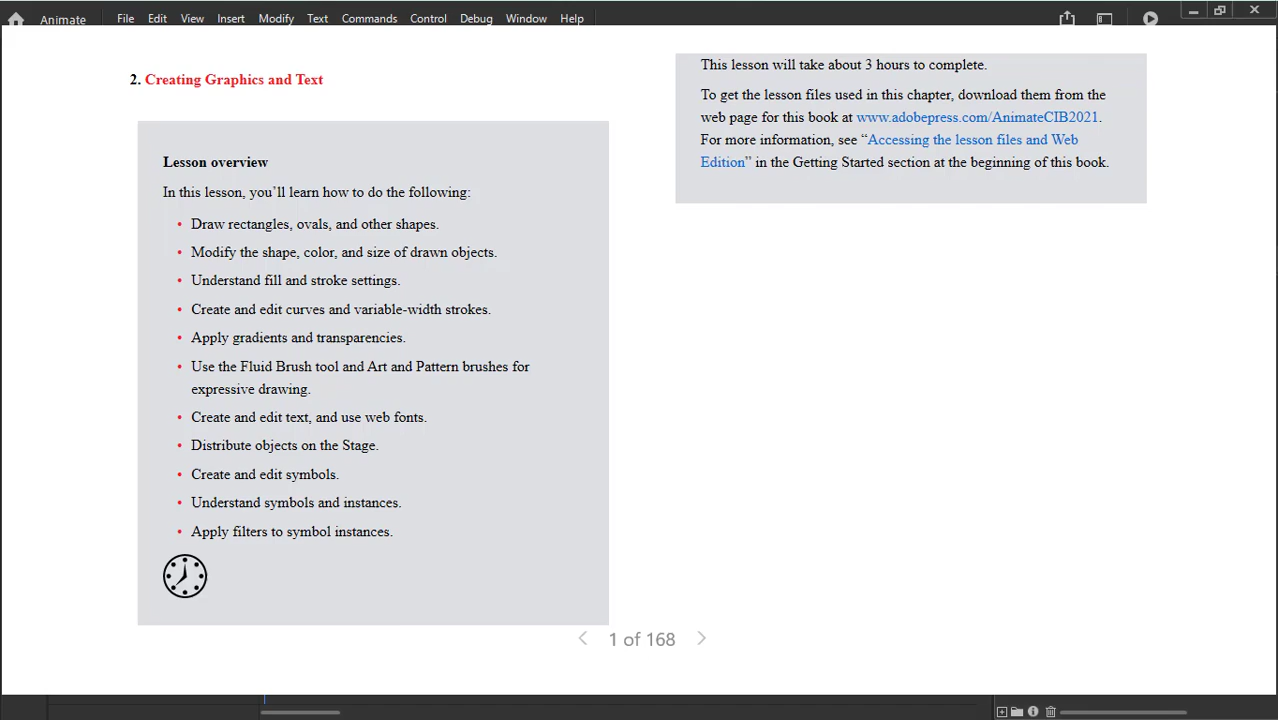 Animate File Edit View Insert Modify Text Commands Control Debug Window Help
2. Creating Graphics and Text
Lesson overview
In this lesson, you’ll learn how to do the following:
• Draw rectangles, ovals, and other shapes.
• Modify the shape, color, and size of drawn objects.
• Understand fill and stroke settings.
• Create and edit curves and variable-width strokes.
• Apply gradients and transparencies.
• Use the Fluid Brush tool and Art and Pattern brushes for
expressive drawing.
• Create and edit text, and use web fonts.
• Distribute objects on the Stage.
• Create and edit symbols.
• Understand symbols and instances.
• Apply filters to symbol instances.
This lesson will take about 3 hours to complete.
To get the lesson files used in this chapter, download them from the
web page for this book at www.adobepress.com/AnimateCIB2021.
For more information, see “Accessing the lesson files and Web
Edition” in the Getting Started section at the beginning of this book.
1 of 168